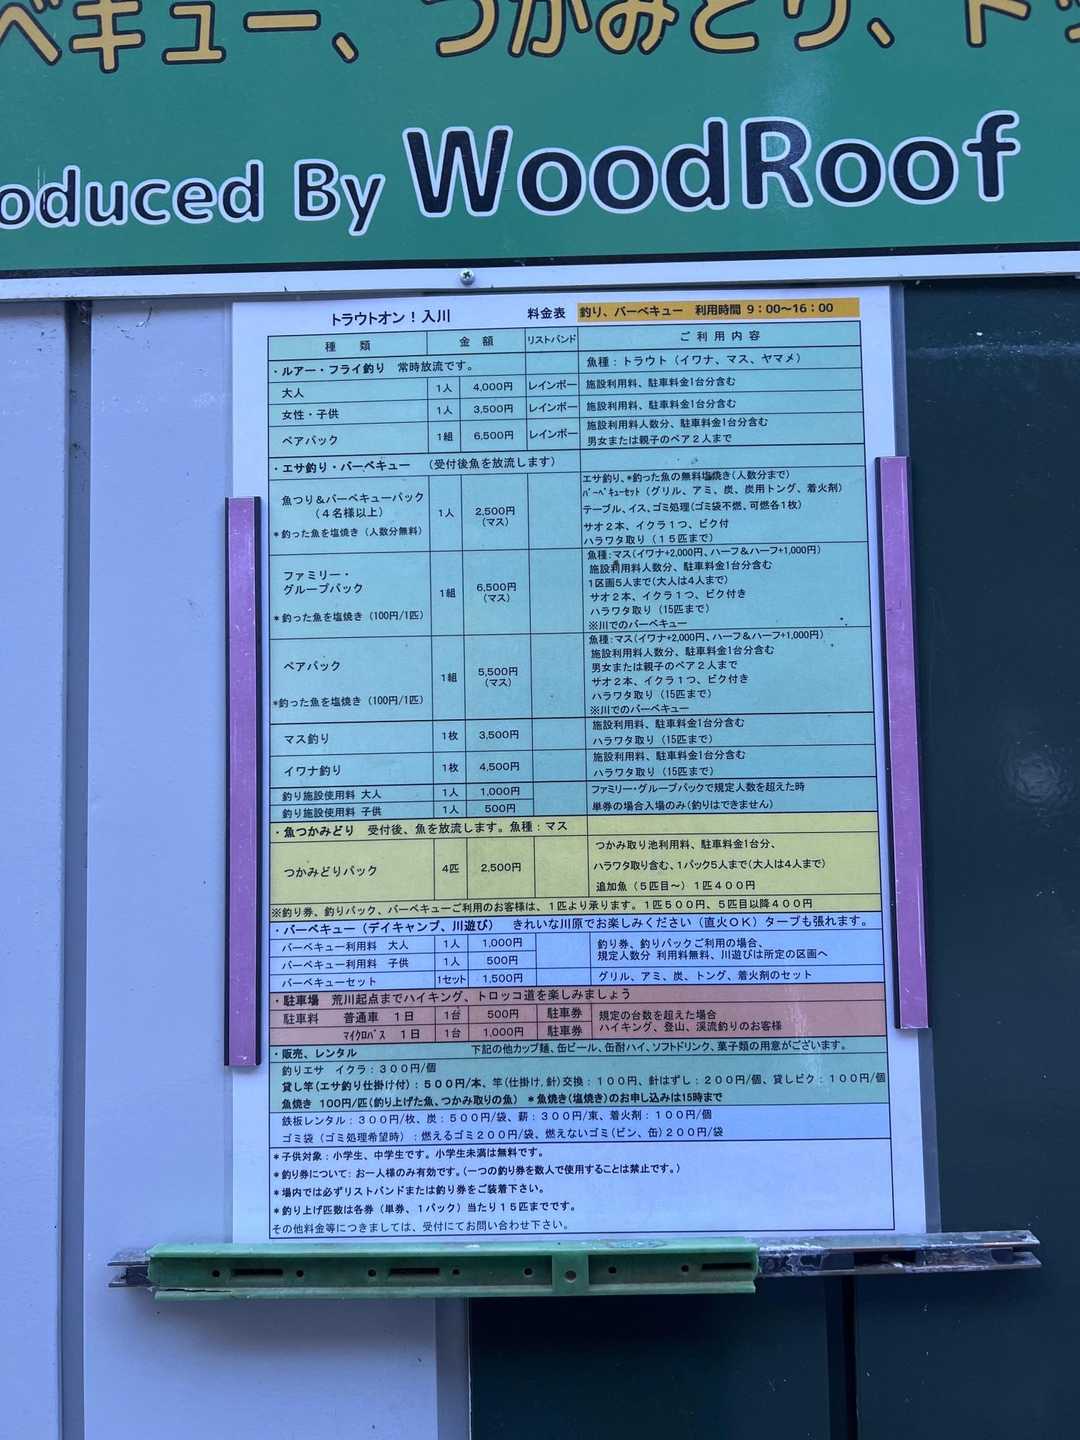 ベキュー、つかみどり、ト
oduced By WoodRoof
トラウトオン！入川 料金表 釣り、バーベキュー 利用時間 9：00～16：00
種 類 金 額 リストバンド ご 利 用 内 容
・ルアー・フライ釣り 常時放流です。 魚種：トラウト（イワナ、マス、ヤマメ）
大人 1人 4,000円 レインボー 施設利用料、駐車料金1台分含む
女性・子供 1人 3,500円 レインボー 施設利用料、駐車料金1台分含む
ペアパック 1組 6,500円 レインボー 施設利用料人数分、駐車料金1台分含む
男女または親子のペア２人まで
・エサ釣り・バーベキュー （受付後魚を放流します）
魚つり＆バーベキューパック
（４名様以上）
＊釣った魚を塩焼き（人数分無料）
1人 2,500円
（マス）
エサ釣り、＊釣った魚の無料塩焼き（人数分まで）
バーベキューセット（グリル、アミ、炭、炭用トング、着火剤）
テーブル、イス、ゴミ処理（ゴミ袋不燃、可燃各1枚）
サオ２本、イクラ１つ、ビク付
ハラワタ取り（１５匹まで）
ファミリー・
グループパック
＊釣った魚を塩焼き（100円/1匹）
1組 6,500円
（マス）
魚種：マス（イワナ+2,000円、ハーフ＆ハーフ+1,000円）
施設利用料人数分、駐車料金1台分含む
1区画5人まで（大人は4人まで）
サオ２本、イクラ１つ、ビク付き
ハラワタ取り（15匹まで）
※川でのバーベキュー
ペアパック
＊釣った魚を塩焼き（100円/1匹）
1組 5,500円
（マス）
魚種：マス（イワナ+2,000円、ハーフ＆ハーフ+1,000円）
施設利用料人数分、駐車料金1台分含む
男女または親子のペア２人まで
サオ２本、イクラ１つ、ビク付き
ハラワタ取り（15匹まで）
※川でのバーベキュー
マス釣り 1枚 3,500円 施設利用料、駐車料金1台分含む
ハラワタ取り（15匹まで）
イワナ釣り 1枚 4,500円 施設利用料、駐車料金1台分含む
ハラワタ取り（15匹まで）
釣り施設使用料 大人 1人 1,000円 ファミリー・グループパックで規定人数を超えた時
釣り施設使用料 子供 1人 500円 単券の場合入場のみ（釣りはできません）
・魚つかみどり 受付後、魚を放流します。魚種：マス
つかみどりパック 4匹 2,500円 つかみ取り池利用料、駐車料金1台分、
ハラワタ取り含む、1パック5人まで（大人は4人まで）
追加魚（５匹目～）１匹４００円
※釣り券、釣りパック、バーベキューご利用のお客様は、１匹より承ります。１匹５００円、５匹目以降４００円
・バーベキュー（デイキャンプ、川遊び） きれいな川原でお楽しみください（直火ＯＫ）タープも張れます。
バーベキュー利用料 大人 1人 1,000円 釣り券、釣りパックご利用の場合、
バーベキュー利用料 子供 1人 500円 規定人数分 利用料無料、川遊びは所定の区画へ
バーベキューセット 1セット 1,500円 グリル、アミ、炭、トング、着火剤のセット
・駐車場 荒川起点までハイキング、トロッコ道を楽しみましょう
駐車料 普通車 １日 1台 500円 駐車券 規定の台数を超えた場合
マイクロバス １日 1台 1,000円 駐車券 ハイキング、登山、渓流釣りのお客様
・販売、レンタル 下記の他カップ麺、缶ビール、缶酎ハイ、ソフトドリンク、菓子類の用意がございます。
釣りエサ イクラ：３００円/個
貸し竿（エサ釣り仕掛け付）：５００円/本、竿（仕掛け,針）交換：１００円、針はずし：２００円/個、貸しビク：１００円/個
魚焼き 100円/匹（釣り上げた魚、つかみ取りの魚） ＊魚焼き（塩焼き）のお申し込みは15時まで
鉄板レンタル：３００円/枚、炭：５００円/袋、薪：３００円/束、着火剤：１００円/個
ゴミ袋（ゴミ処理希望時）：燃えるゴミ２００円/袋、燃えないゴミ（ビン、缶）２００円/袋
＊子供対象：小学生、中学生です。小学生未満は無料です。
＊釣り券について：お一人様のみ有効です。（一つの釣り券を数人で使用することは禁止です。）
＊場内では必ずリストバンドまたは釣り券をご装着下さい。
＊釣り上げ匹数は各券（単券、１パック）当たり１５匹までです。
その他料金等につきましては、受付にてお問い合わせ下さい。